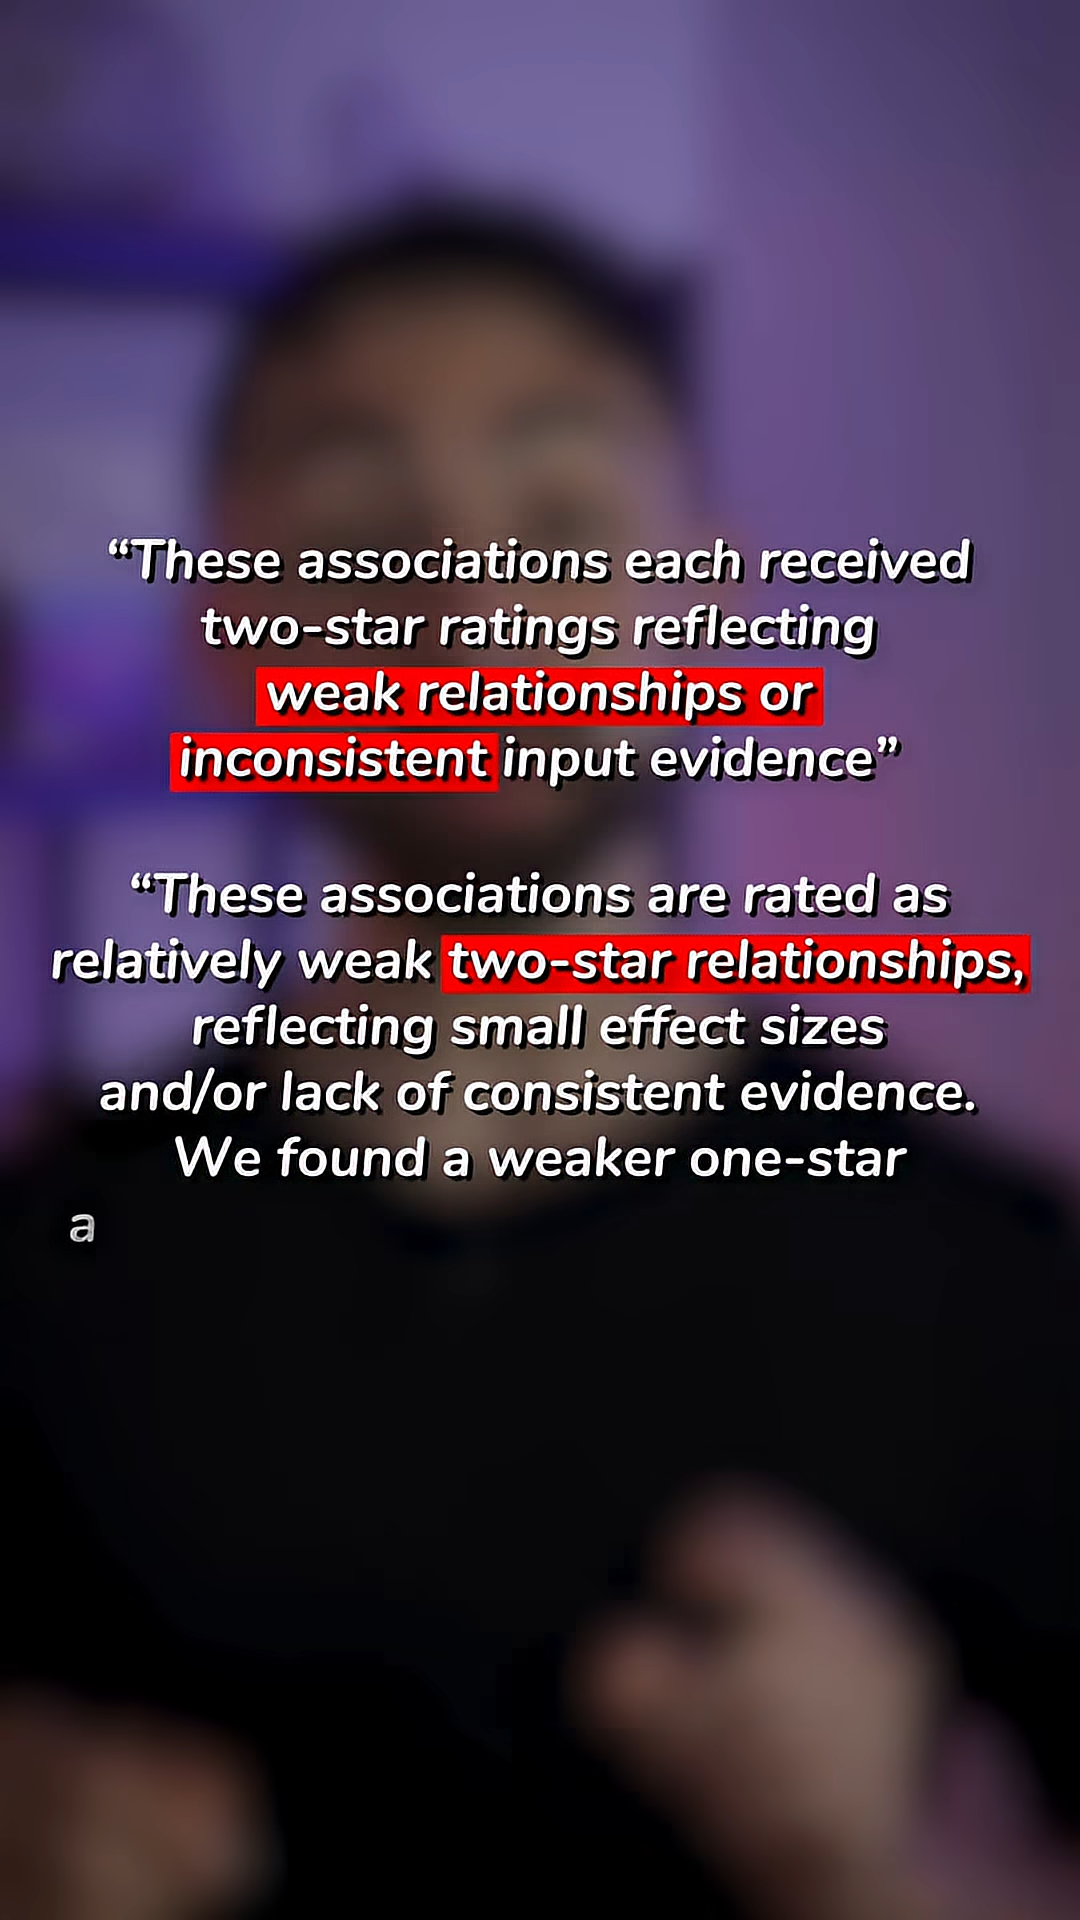 “These associations each received
two-star ratings reflecting
weak relationships or
inconsistent input evidence”
“These associations are rated as
relatively weak two-star relationships,
reflecting small effect sizes
and/or lack of consistent evidence.
We found a weaker one-star
a